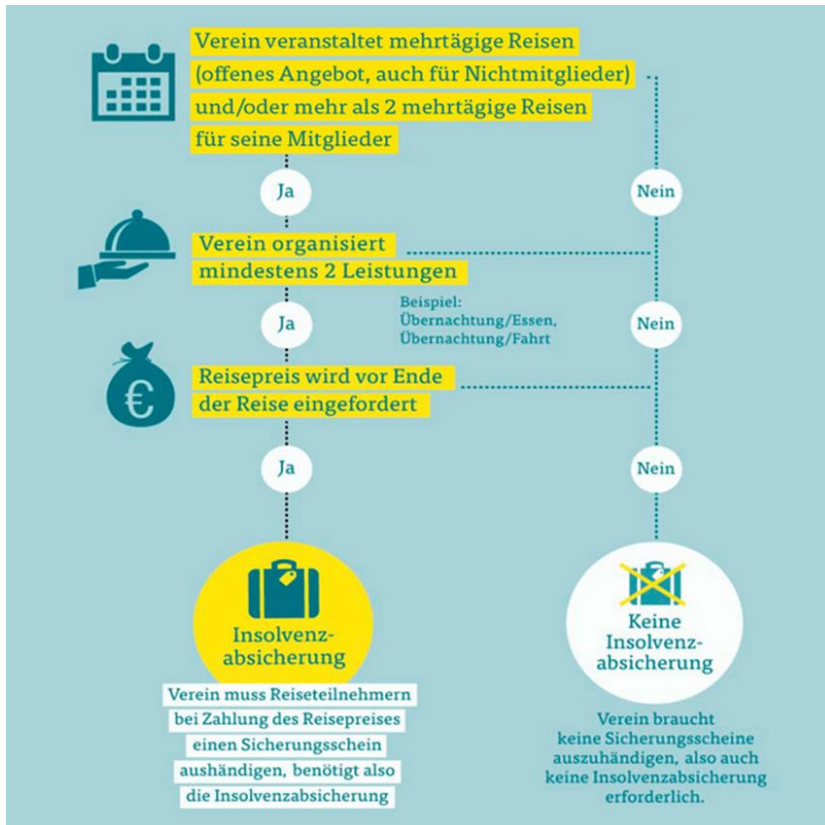 Verein veranstaltet mehrtägige Reisen
(offenes Angebot, auch für Nichtmitglieder)
und/oder mehr als 2 mehrtägige Reisen
für seine Mitglieder
Ja
Nein
Verein organisiert
mindestens 2 Leistungen
Beispiel:
Übernachtung/Essen,
Übernachtung/Fahrt
Ja
Nein
€
Reisepreis wird vor Ende
der Reise eingefordert
Ja
Nein
Insolvenz-
absicherung
Verein muss Reiseteilnehmern
bei Zahlung des Reisepreises
einen Sicherungsschein
aushändigen, benötigt also
die Insolvenzabsicherung
Keine
Insolvenz-
absicherung
Verein braucht
keine Sicherungsscheine
auszuhändigen, also auch
keine Insolvenzabsicherung
erforderlich.